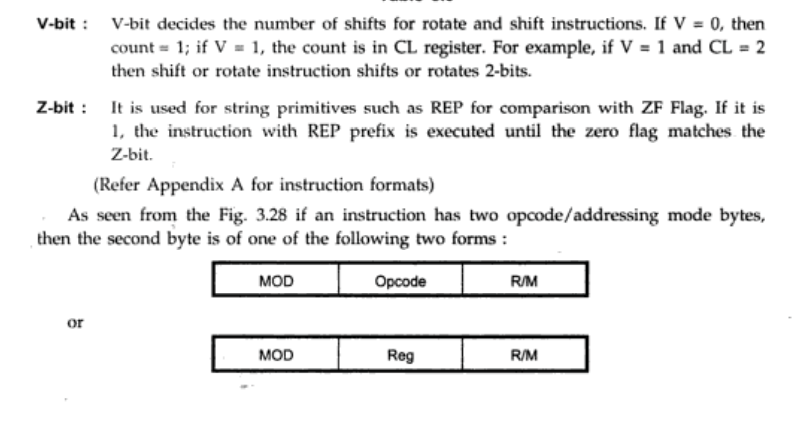 V-bit : V-bit decides the number of shifts for rotate and shift instructions. If V = 0, then
count = 1; if V = 1, the count is in CL register. For example, if V = 1 and CL = 2
then shift or rotate instruction shifts or rotates 2-bits.
Z-bit : It is used for string primitives such as REP for comparison with ZF Flag. If it is
1, the instruction with REP prefix is executed until the zero flag matches the
Z-bit.
(Refer Appendix A for instruction formats)
As seen from the Fig. 3.28 if an instruction has two opcode/addressing mode bytes,
then the second byte is of one of the following two forms :
MOD Opcode R/M
or
MOD Reg R/M